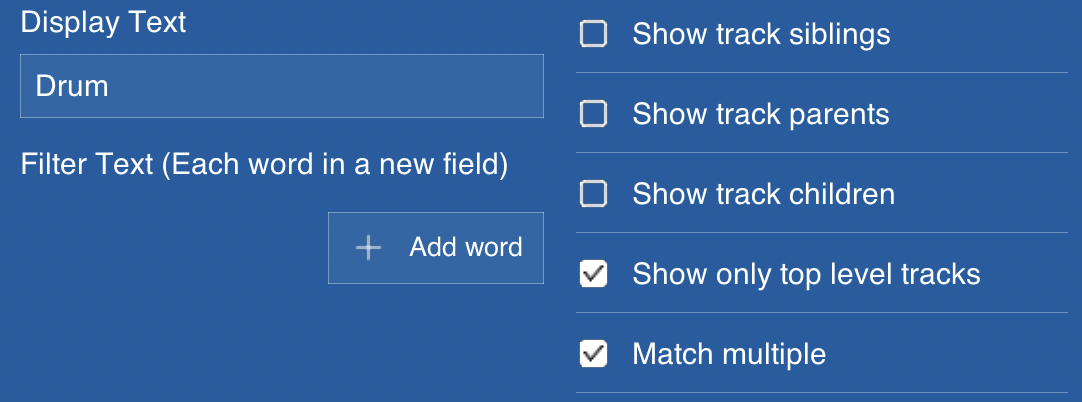 Display Text
Drum
Filter Text (Each word in a new field)
Add word
Show track siblings
Show track parents
Show track children
Show only top level tracks
Match multiple